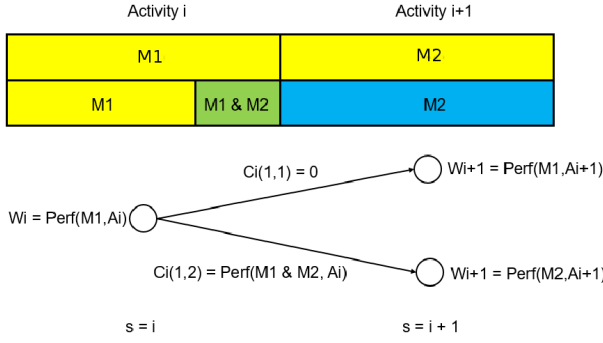 Activity i Activity i+1
M1 M2
M1 M1 & M2 M2
Ci(1,1) = 0
Wi+1 = Perf(M1,Ai+1)
Wi = Perf(M1,Ai)
Ci(1,2) = Perf(M1 & M2, Ai)
Wi+1 = Perf(M2,Ai+1)
s = i s = i + 1